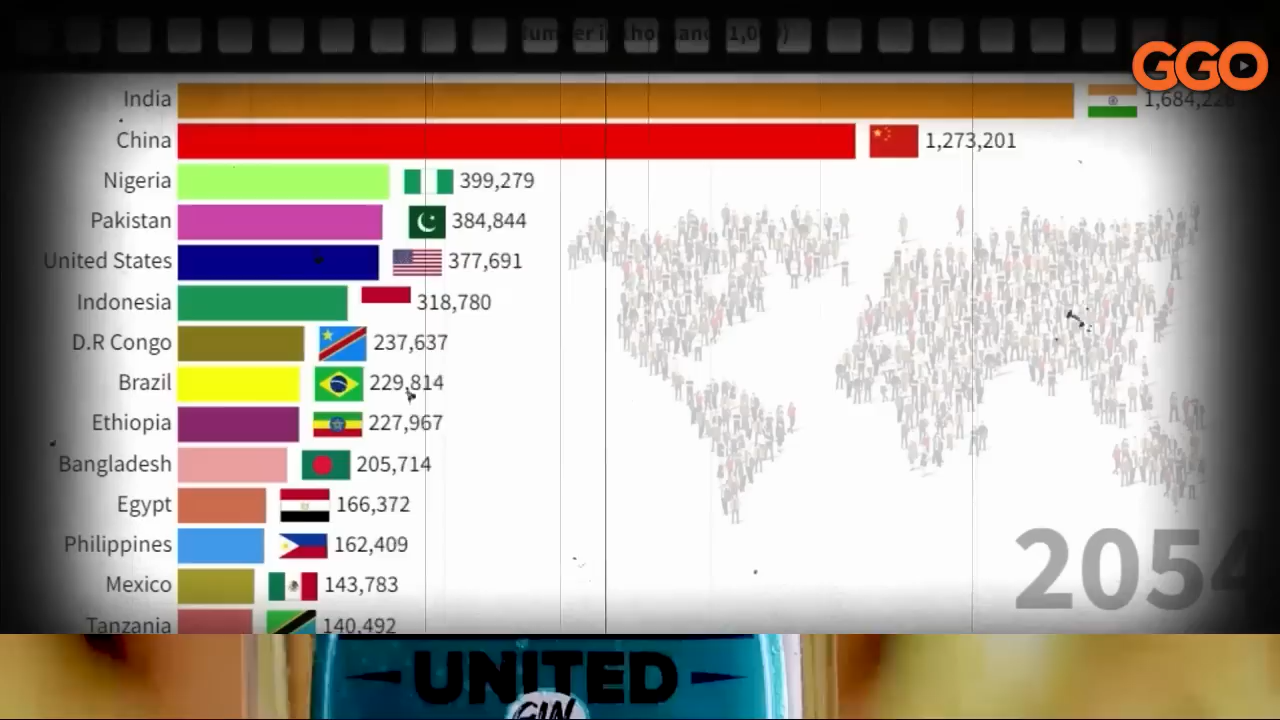 GGO
India
China 1,273,201
Nigeria 399,279
Pakistan 384,844
United States 377,691
Indonesia 318,780
D.R Congo 237,637
Brazil 229,814
Ethiopia 227,967
Bangladesh 205,714
Egypt 166,372
Philippines 162,409
Mexico 143,783
Tanzania 140,492
2054
UNITED
GIN